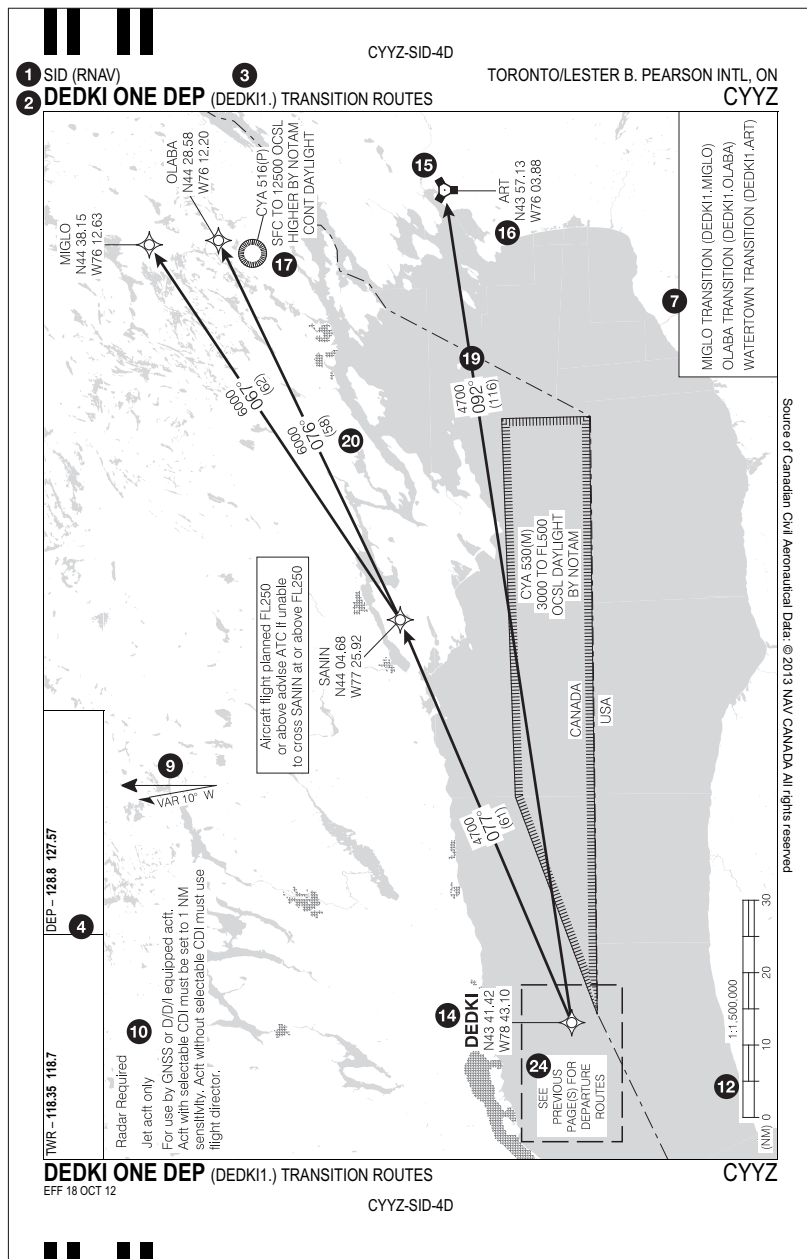 CYYZ-SID-4D
1 SID (RNAV) 3 TORONTO/LESTER B. PEARSON INTL, ON
2 DEDKI ONE DEP (DEDKI1.) TRANSITION ROUTES CYYZ
TWR – 118.35 118.7
DEP – 128.8 127.57
4
Radar Required
10
Jet acft only
For use by GNSS or D/D/I equipped acft.
Acft with selectable CDI must be set to 1 NM
sensitivity. Acft without selectable CDI must use
flight director.
9
VAR 10° W
MIGLO
N44 38.15
W76 12.63
OLABA
N44 28.58
W76 12.20
CYA 516(P)
SFC TO 12500 OCSL
HIGHER BY NOTAM
CONT DAYLIGHT
17
6000
067°
(62)
6000
076°
(58)
20
Aircraft flight planned FL250
or above advise ATC if unable
to cross SANIN at or above FL250
SANIN
N44 04.68
W77 25.92
15
ART
N43 57.13
W76 03.88
16
19
4700
092°
(116)
4700
077°
(61)
CYA 530(M)
3000 TO FL500
OCSL DAYLIGHT
BY NOTAM
CANADA
USA
14
DEDKI
N43 41.42
W78 43.10
24
SEE
PREVIOUS
PAGE(S) FOR
DEPARTURE
ROUTES
7
MIGLO TRANSITION (DEDKI1.MIGLO)
OLABA TRANSITION (DEDKI1.OLABA)
WATERTOWN TRANSITION (DEDKI1.ART)
12
1:1,500,000
(NM) 0 10 20 30
Source of Canadian Civil Aeronautical Data: © 2013 NAV CANADA All rights reserved
DEDKI ONE DEP (DEDKI1.) TRANSITION ROUTES CYYZ
EFF 18 OCT 12
CYYZ-SID-4D